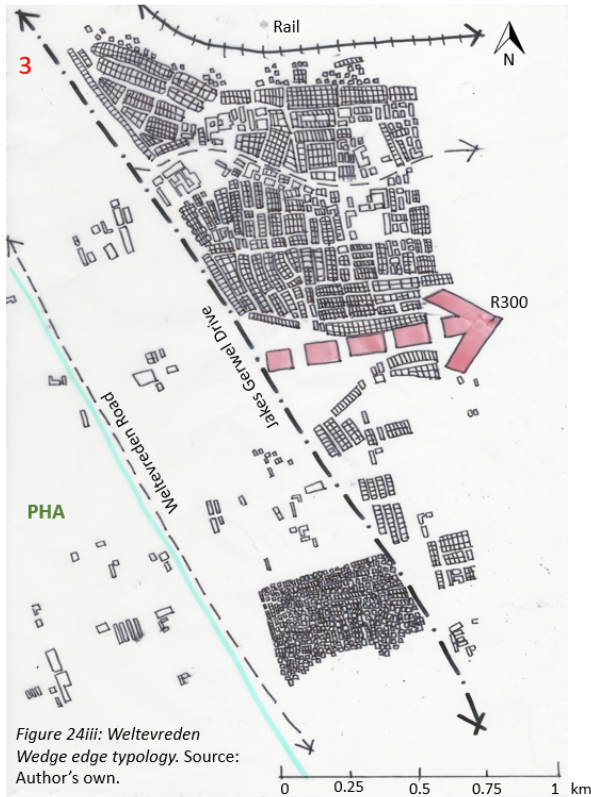 Rail
N
3
R300
Jakes Gerwel Drive
Weltevreden Road
PHA
Figure 24iii: Weltevreden
Wedge edge typology. Source:
Author's own.
0 0.25 0.5 0.75 1 km